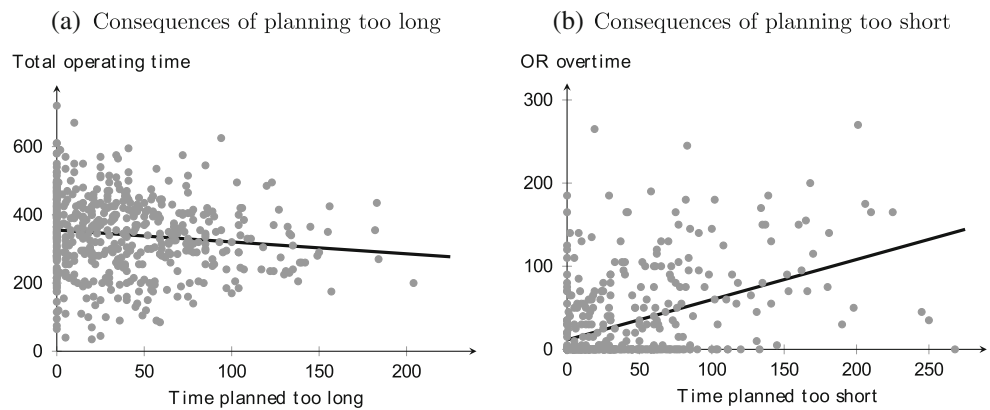 (a) Consequences of planning too long
Total operating time
600
400
200
0
0 50 100 150 200
Time planned too long
(b) Consequences of planning too short
OR overtime
300
200
100
0
0 50 100 150 200 250
Time planned too short